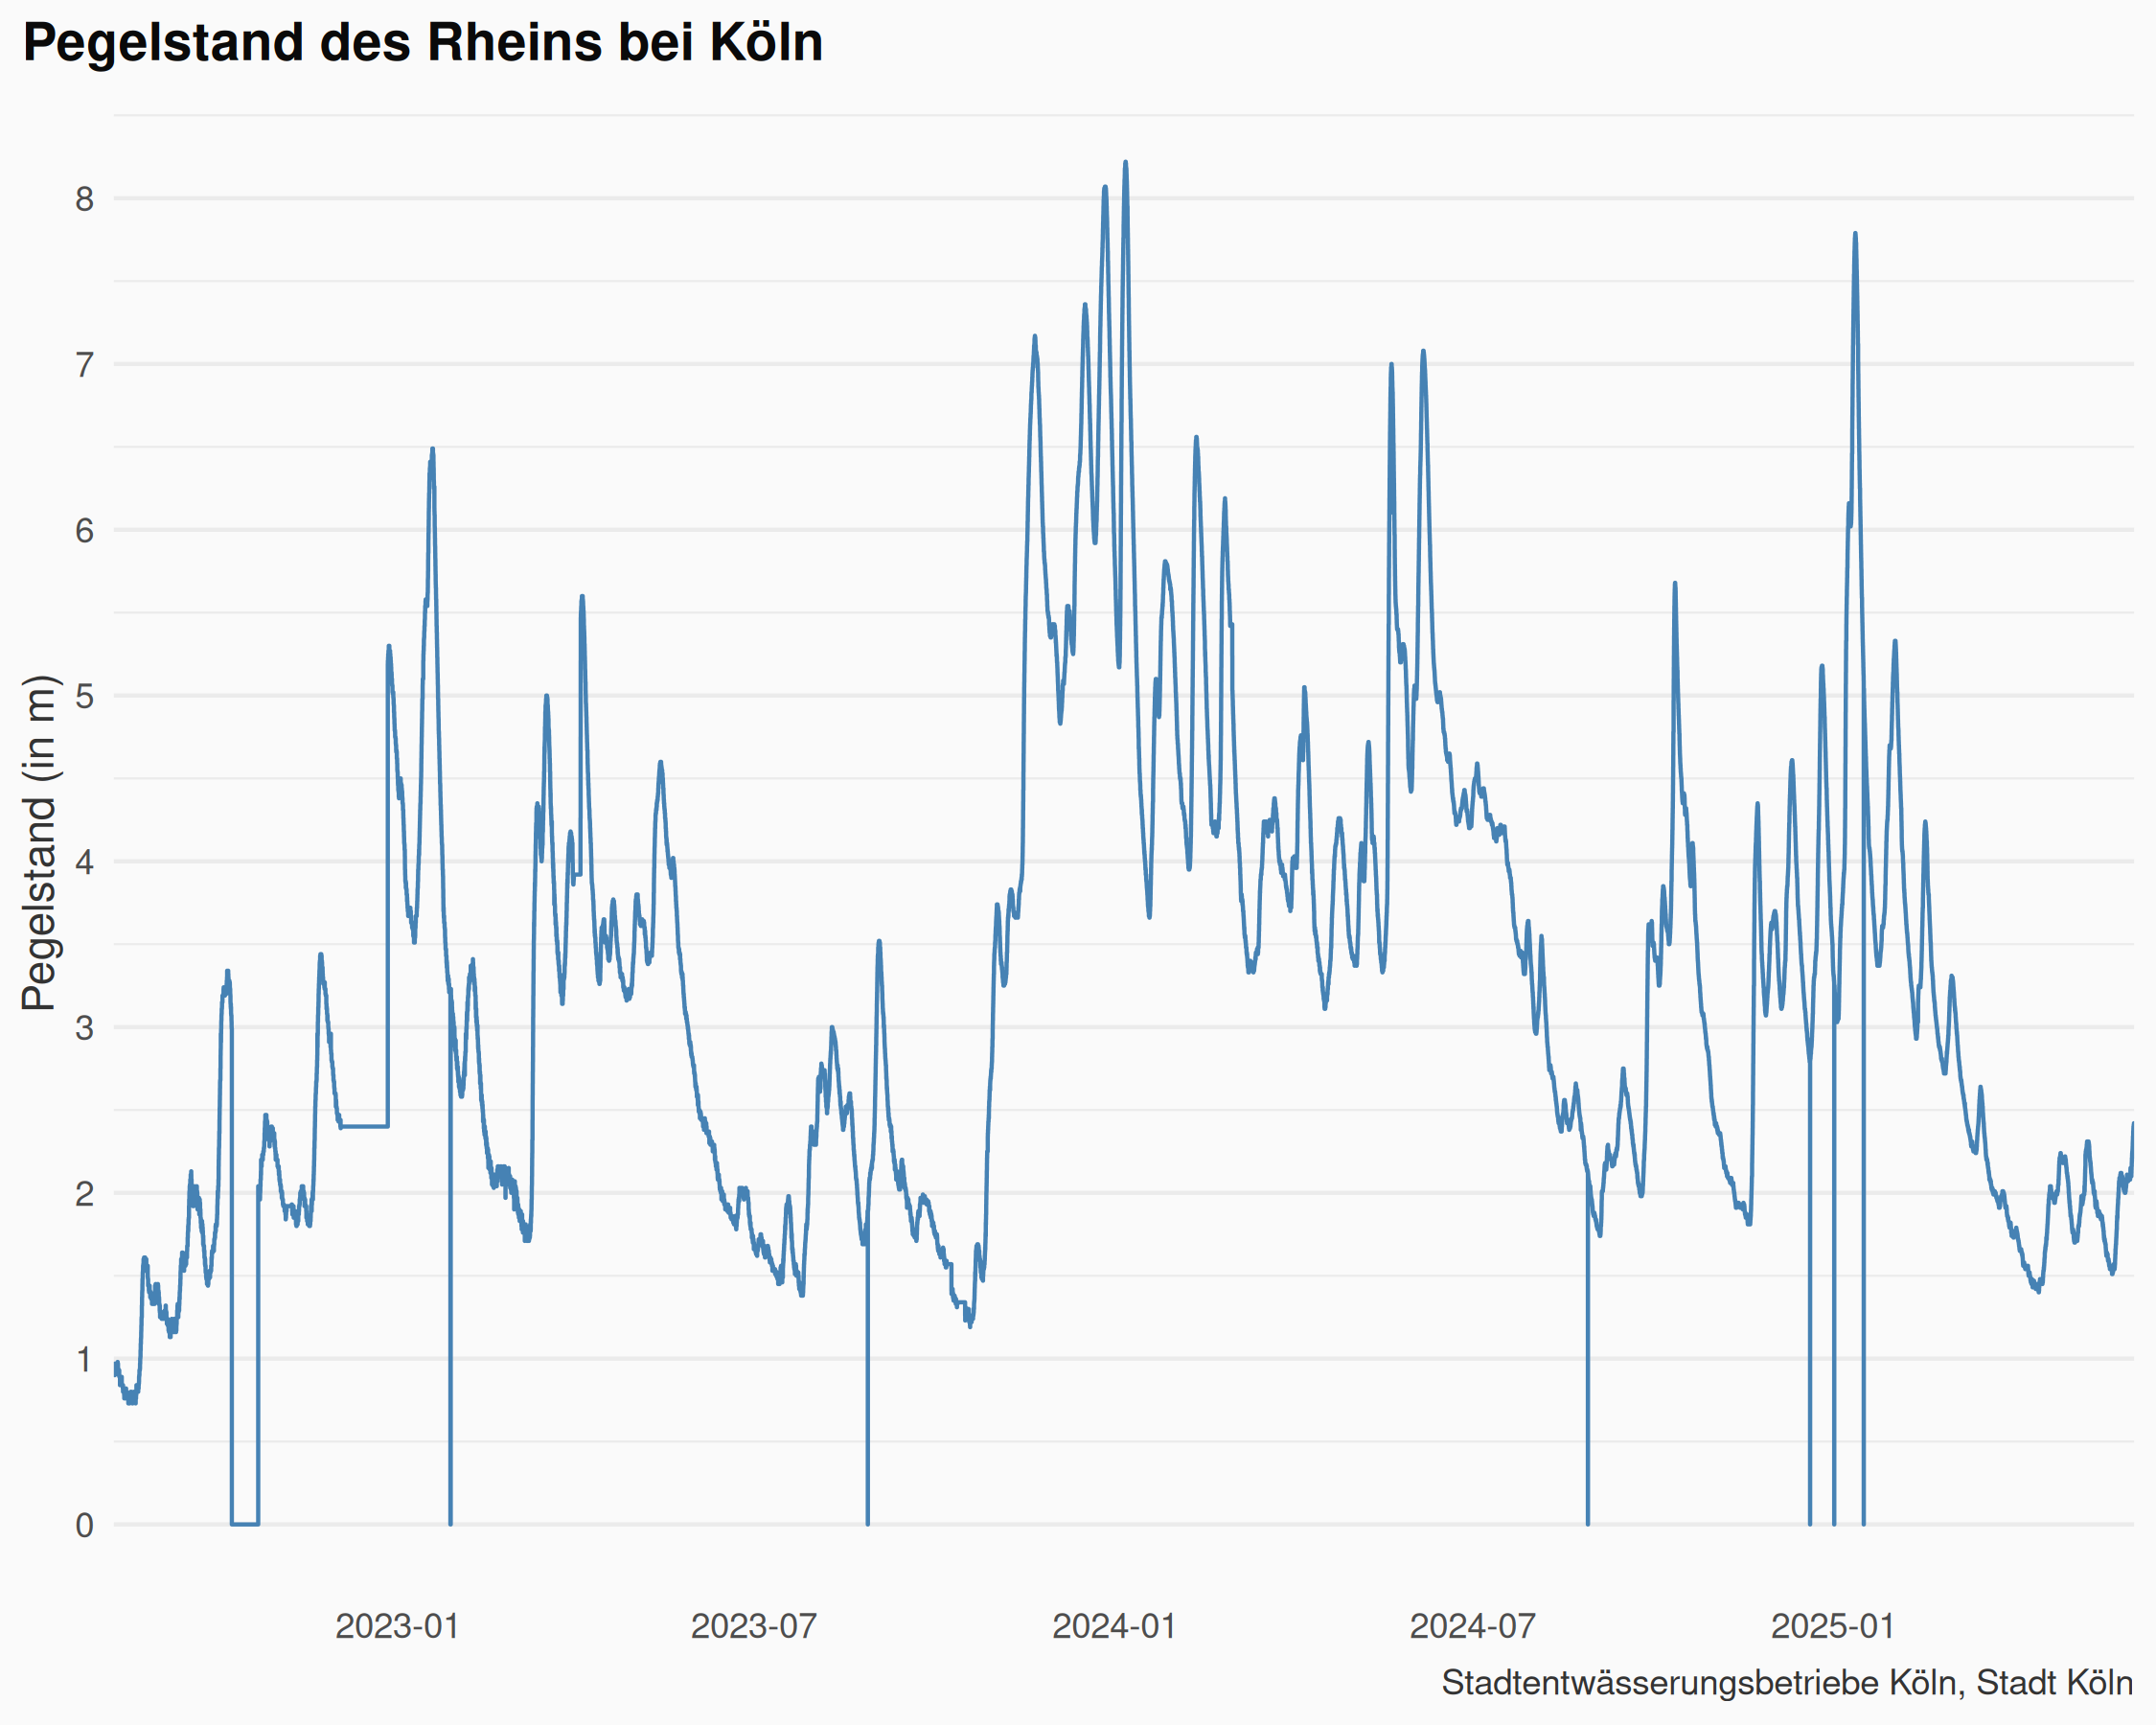 Pegelstand des Rheins bei Köln
Pegelstand (in m)
8
7
6
5
4
3
2
1
0
2023-01 2023-07 2024-01 2024-07 2025-01
Stadtentwässerungsbetriebe Köln, Stadt Köln